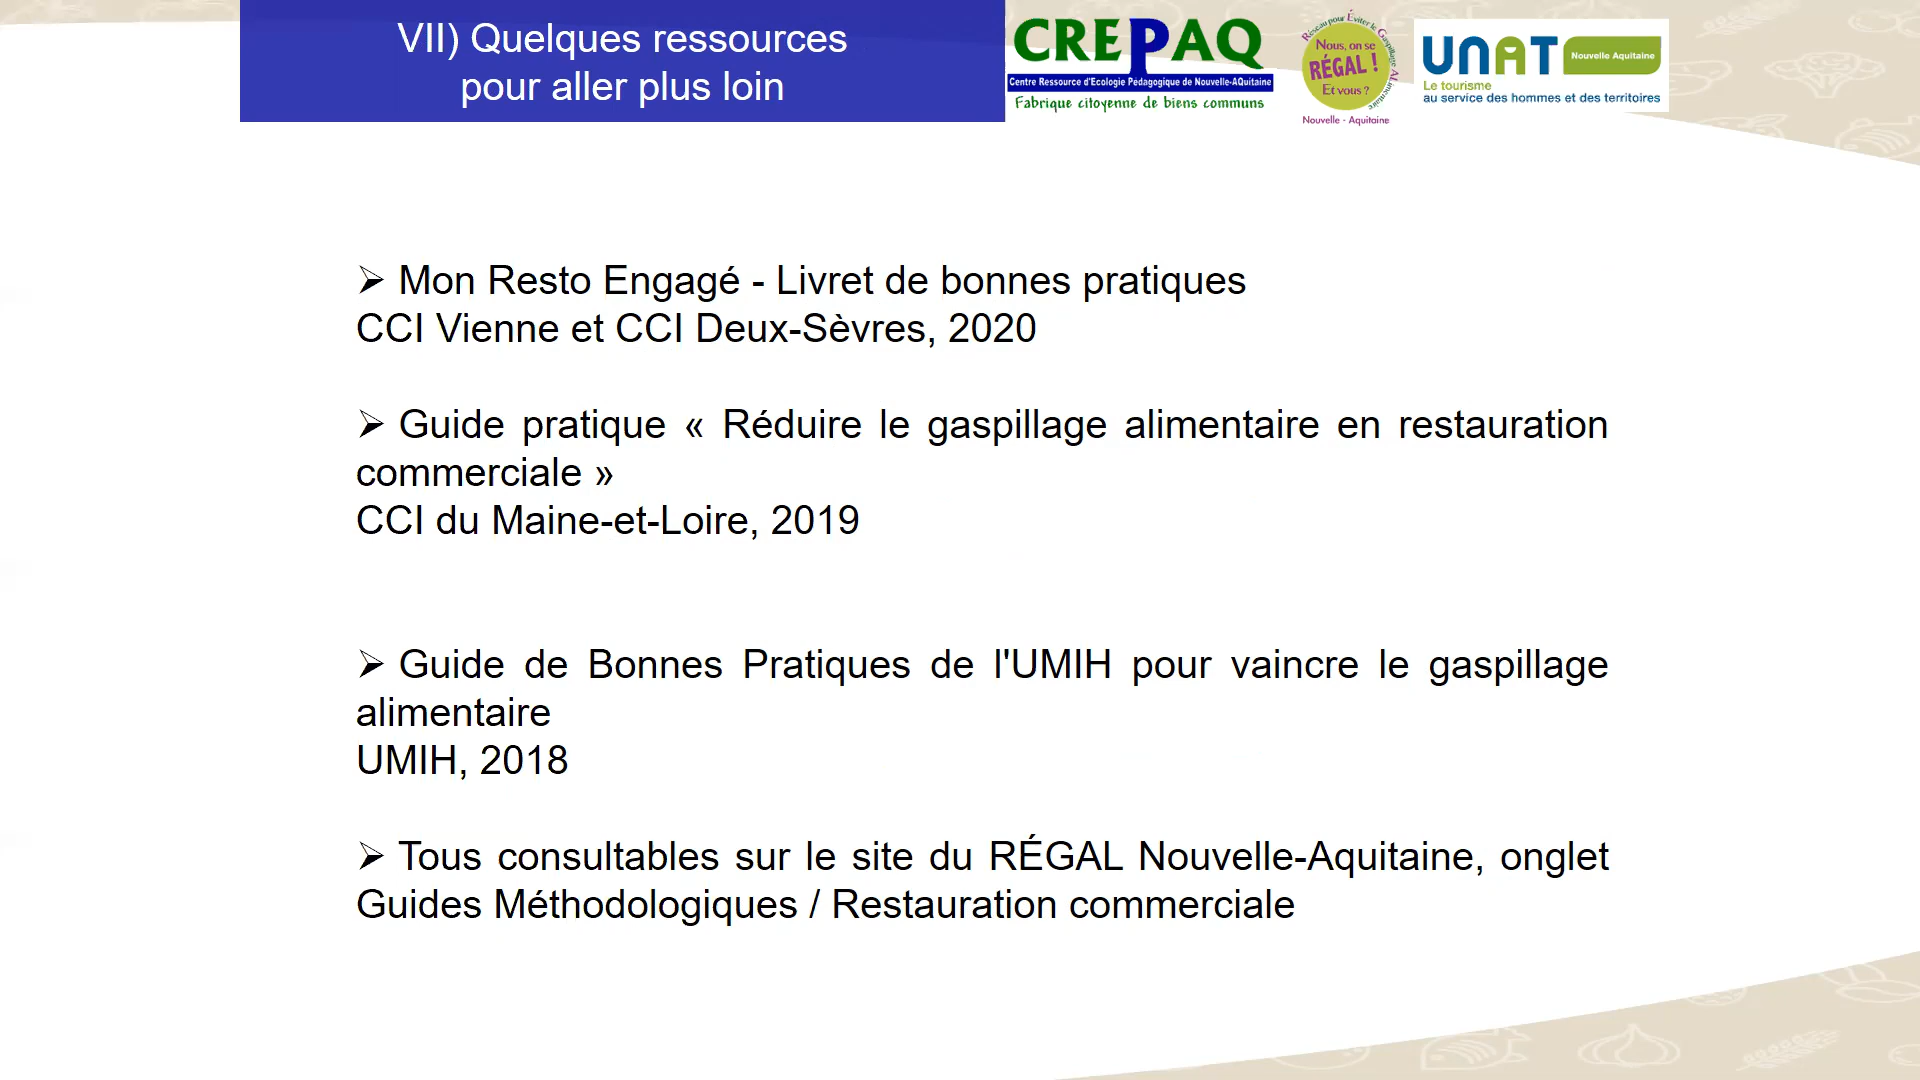 VII) Quelques ressources
pour aller plus loin
CREPAQ
Centre Ressource d'Ecologie Pédagogique de Nouvelle-AQuitaine
Fabrique citoyenne de biens communs
Réseau pour Éviter le Gaspillage ALimentaire
Nous, on se
RÉGAL !
Et vous ?
Nouvelle - Aquitaine
UNAT
Nouvelle Aquitaine
Le tourisme
au service des hommes et des territoires
➢ Mon Resto Engagé - Livret de bonnes pratiques
CCI Vienne et CCI Deux-Sèvres, 2020
➢ Guide pratique « Réduire le gaspillage alimentaire en restauration
commerciale »
CCI du Maine-et-Loire, 2019
➢ Guide de Bonnes Pratiques de l'UMIH pour vaincre le gaspillage
alimentaire
UMIH, 2018
➢ Tous consultables sur le site du RÉGAL Nouvelle-Aquitaine, onglet
Guides Méthodologiques / Restauration commerciale